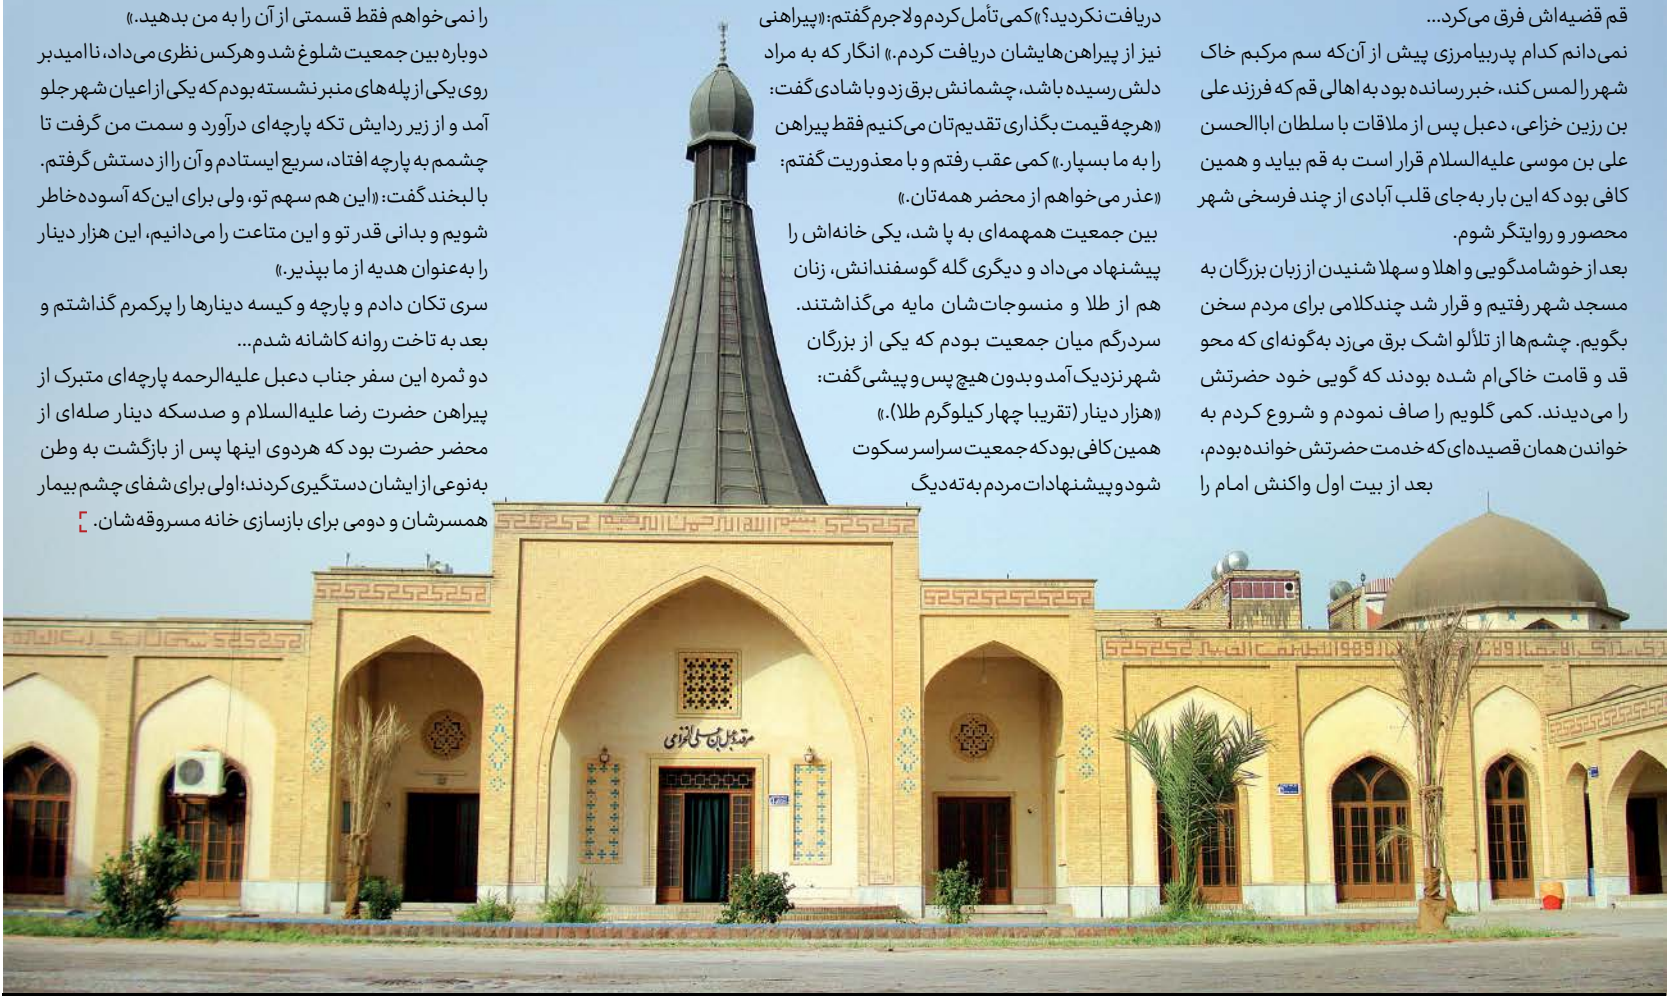 قم قضیه‌اش فرق می‌کرد...
نمی‌دانم کدام پدربیامرزی پیش از آن‌که سم مرکبم خاک
شهر را لمس کند، خبر رسانده بود به اهالی قم که فرزند علی
بن رزین خزاعی، دعبل پس از ملاقات با سلطان اباالحسن
علی بن موسی علیه‌السلام قرار است به قم بیاید و همین
کافی بود که این بار به‌جای قلب آبادی از چند فرسخی شهر
محصور و روایتگر شوم.
بعد از خوشامدگویی و اهلا و سهلا شنیدن از زبان بزرگان به
مسجد شهر رفتیم و قرار شد چندکلامی برای مردم سخن
بگویم. چشم‌ها از تلألو اشک برق می‌زد به‌گونه‌ای که محو
قد و قامت خاکی‌ام شده بودند که گویی خود حضرتش
را می‌دیدند. کمی گلویم را صاف نمودم و شروع کردم به
خواندن همان قصیده‌ای که خدمت حضرتش خوانده بودم،
بعد از بیت اول واکنش امام را
دریافت نکردید؟» کمی تأمل کردم و لاجرم گفتم: «پیراهنی
نیز از پیراهن‌هایشان دریافت کردم.» انگار که به مراد
دلش رسیده باشد، چشمانش برق زد و با شادی گفت:
«هرچه قیمت بگذاری تقدیم‌تان می‌کنیم فقط پیراهن
را به ما بسپار.» کمی عقب رفتم و با معذوریت گفتم:
«عذر می‌خواهم از محضر همه‌تان.»
بین جمعیت همهمه‌ای به پا شد، یکی خانه‌اش را
پیشنهاد می‌داد و دیگری گله گوسفندانش، زنان
هم از طلا و منسوجات‌شان مایه می‌گذاشتند.
سردرگم میان جمعیت بودم که یکی از بزرگان
شهر نزدیک آمد و بدون هیچ پس و پیشی گفت:
«هزار دینار (تقریبا چهار کیلوگرم طلا).»
همین کافی بود که جمعیت سراسر سکوت
شود و پیشنهادات مردم به ته دیگ
را نمی‌خواهم فقط قسمتی از آن را به من بدهید.»
دوباره بین جمعیت شلوغ شد و هرکس نظری می‌داد، ناامید بر
روی یکی از پله‌های منبر نشسته بودم که یکی از اعیان شهر جلو
آمد و از زیر ردایش تکه پارچه‌ای درآورد و سمت من گرفت تا
چشمم به پارچه افتاد، سریع ایستادم و آن را از دستش گرفتم.
با لبخند گفت: «این هم سهم تو، ولی برای این‌که آسوده‌خاطر
شویم و بدانی قدر تو و این متاعت را می‌دانیم، این هزار دینار
را به‌عنوان هدیه از ما بپذیر.»
سری تکان دادم و پارچه و کیسه دینارها را پرکمرم گذاشتم و
بعد به تاخت روانه کاشانه شدم...
دو ثمره این سفر جناب دعبل علیه‌الرحمه پارچه‌ای متبرک از
پیراهن حضرت رضا علیه‌السلام و صدسکه دینار صله‌ای از
محضر حضرت بود که هردوی اینها پس از بازگشت به وطن
به‌نوعی از ایشان دستگیری کردند؛ اولی برای شفای چشم بیمار
همسرشان و دومی برای بازسازی خانه مسروقه‌شان.
بسم الله الرحمن الرحیم
مرقد دعبل بن علی الخزاعی